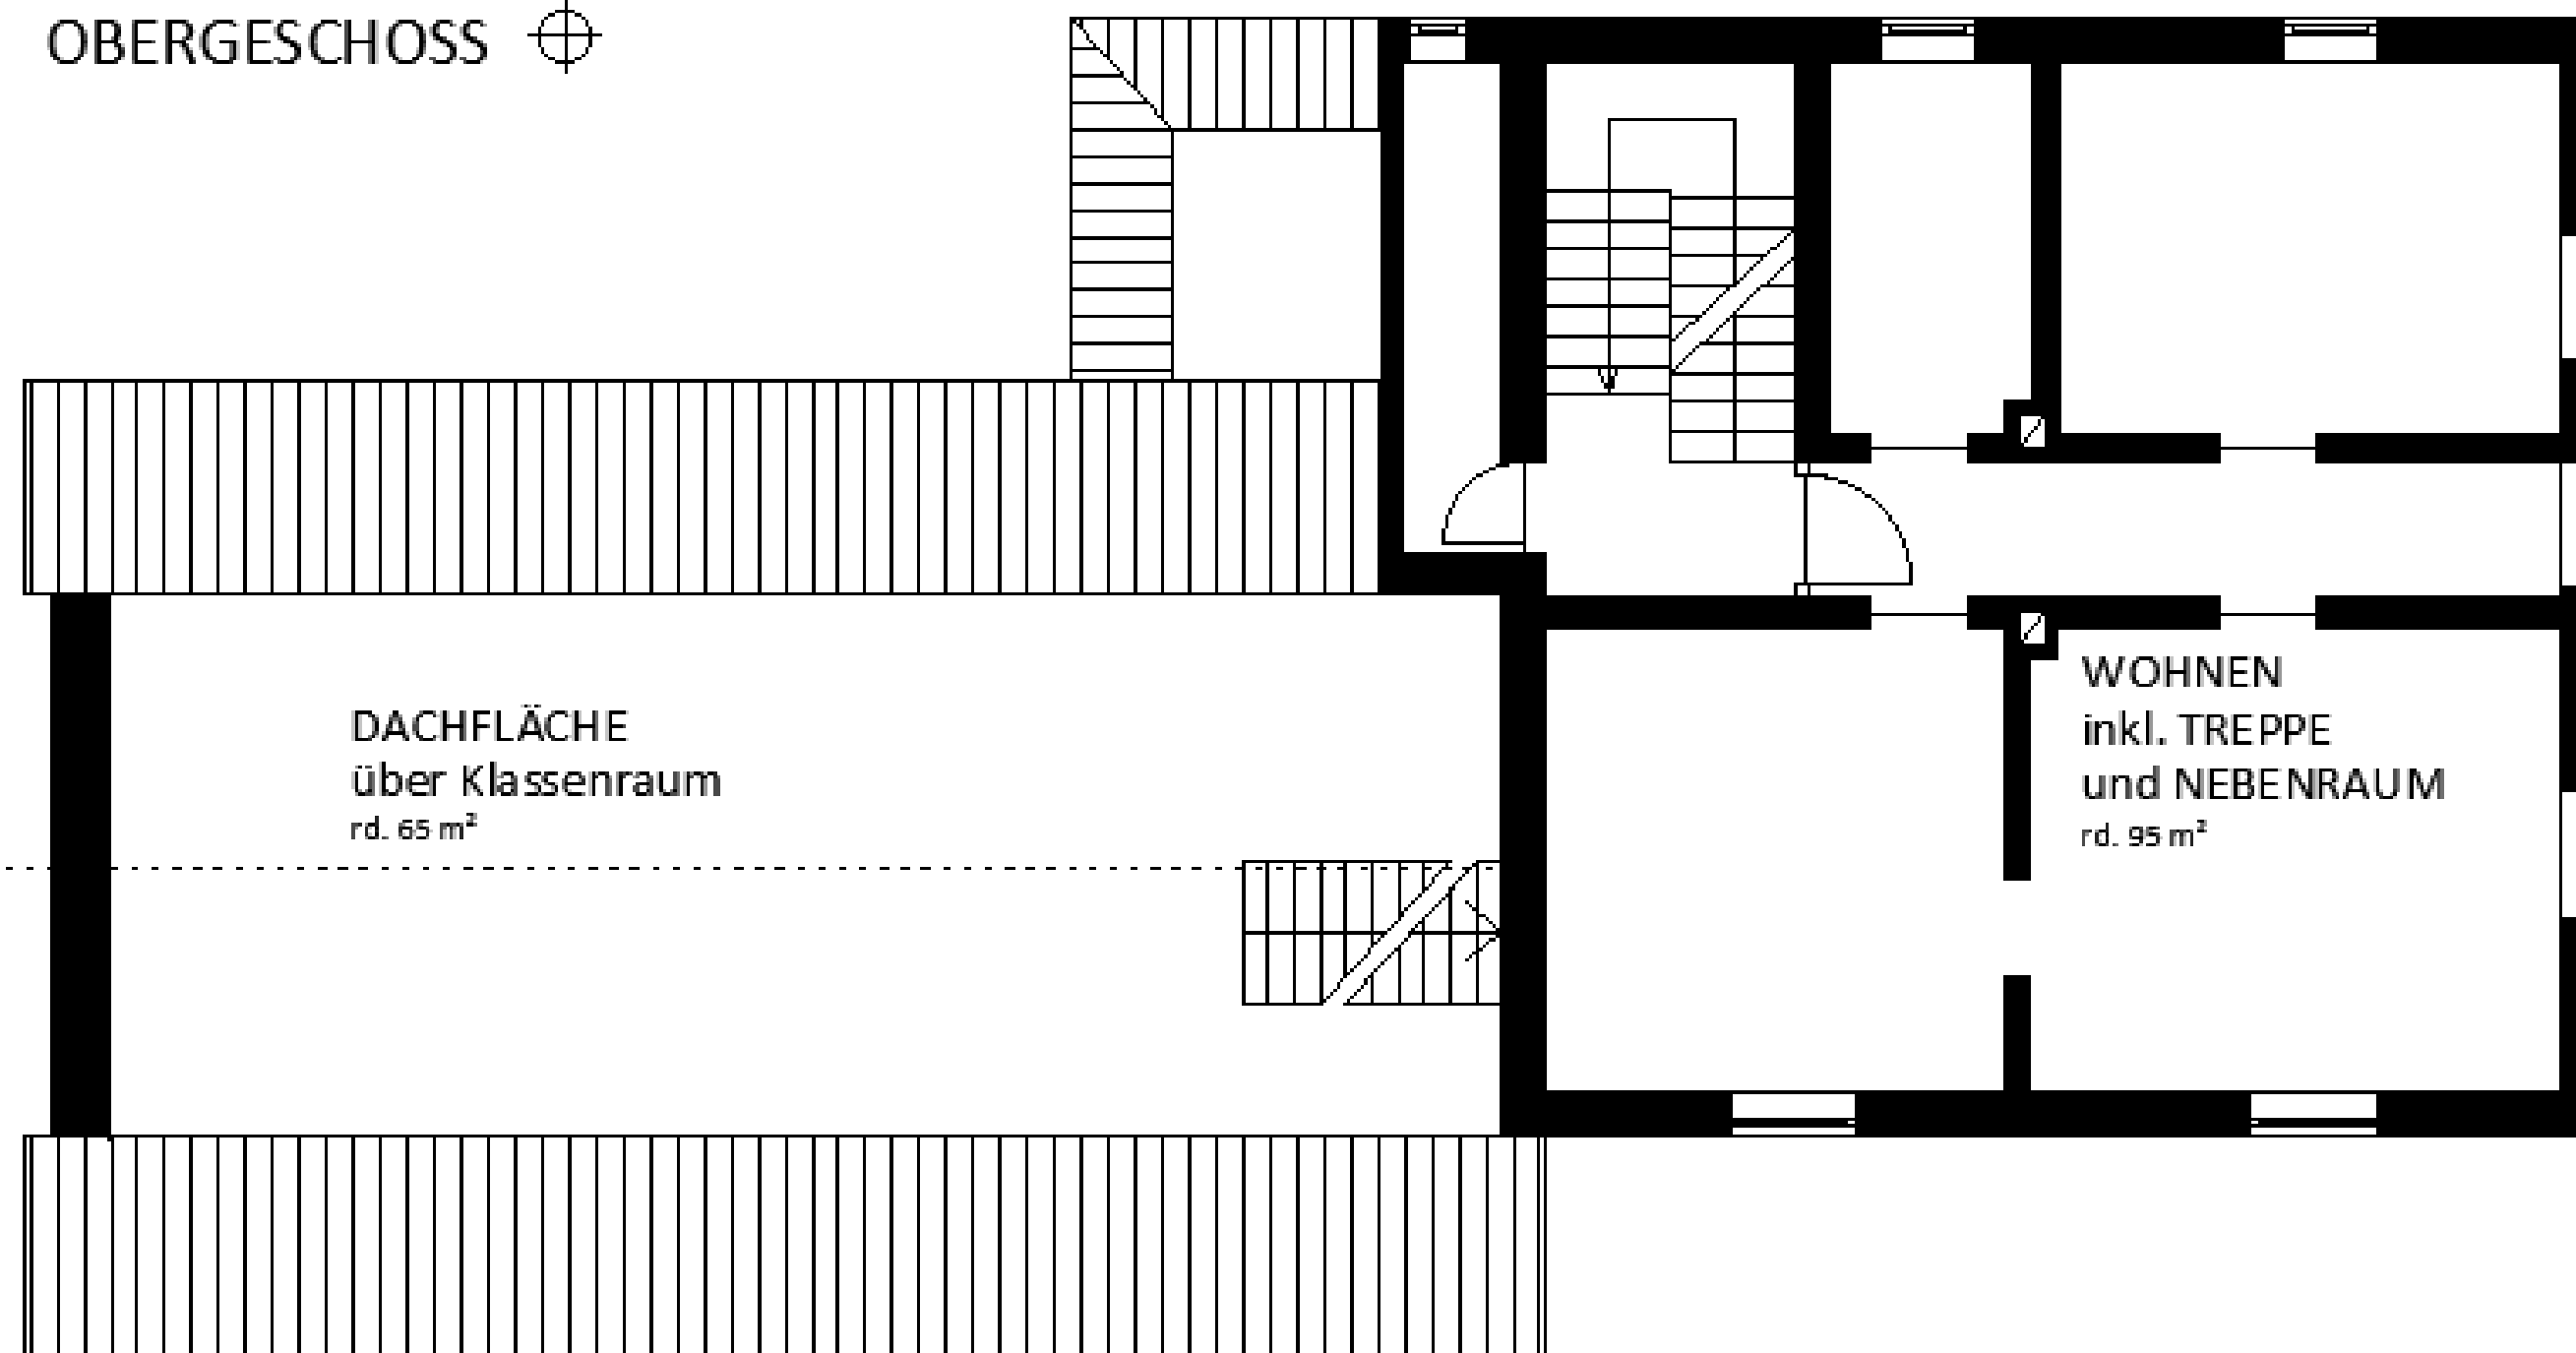 OBERGESCHOSS
DACHFLÄCHE
über Klassenraum
rd. 65 m²
WOHNEN
inkl. TREPPE
und NEBENRAUM
rd. 95 m²